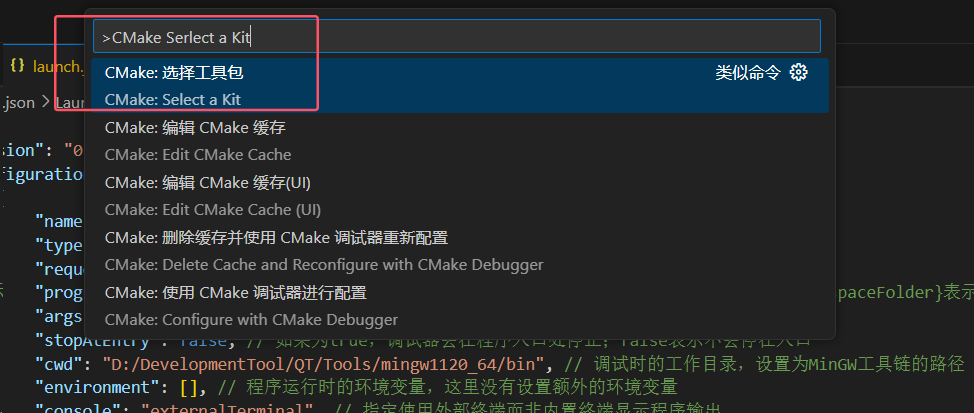 >CMake Serlect a Kit
{} launch.
CMake: 选择工具包 类似命令
.json > Laun
CMake: Select a Kit
CMake: 编辑 CMake 缓存
sion": "0
CMake: Edit CMake Cache
figuratio
CMake: 编辑 CMake 缓存(UI)
"name
CMake: Edit CMake Cache (UI)
"type
CMake: 删除缓存并使用 CMake 调试器重新配置
"requ
CMake: Delete Cache and Reconfigure with CMake Debugger
"prog
CMake: 使用 CMake 调试器进行配置
paceFolder}表示
"args
CMake: Configure with CMake Debugger
"stopAtEntry": false, // 如果为true，调试器会在程序入口处停止；false表示不会停在入口
"cwd": "D:/DevelopmentTool/QT/Tools/mingw1120_64/bin", // 调试时的工作目录，设置为MinGW工具链的路径
"environment": [], // 程序运行时的环境变量，这里没有设置额外的环境变量
"console": "externalTerminal", // 指定使用外部终端而非内置终端显示程序输出